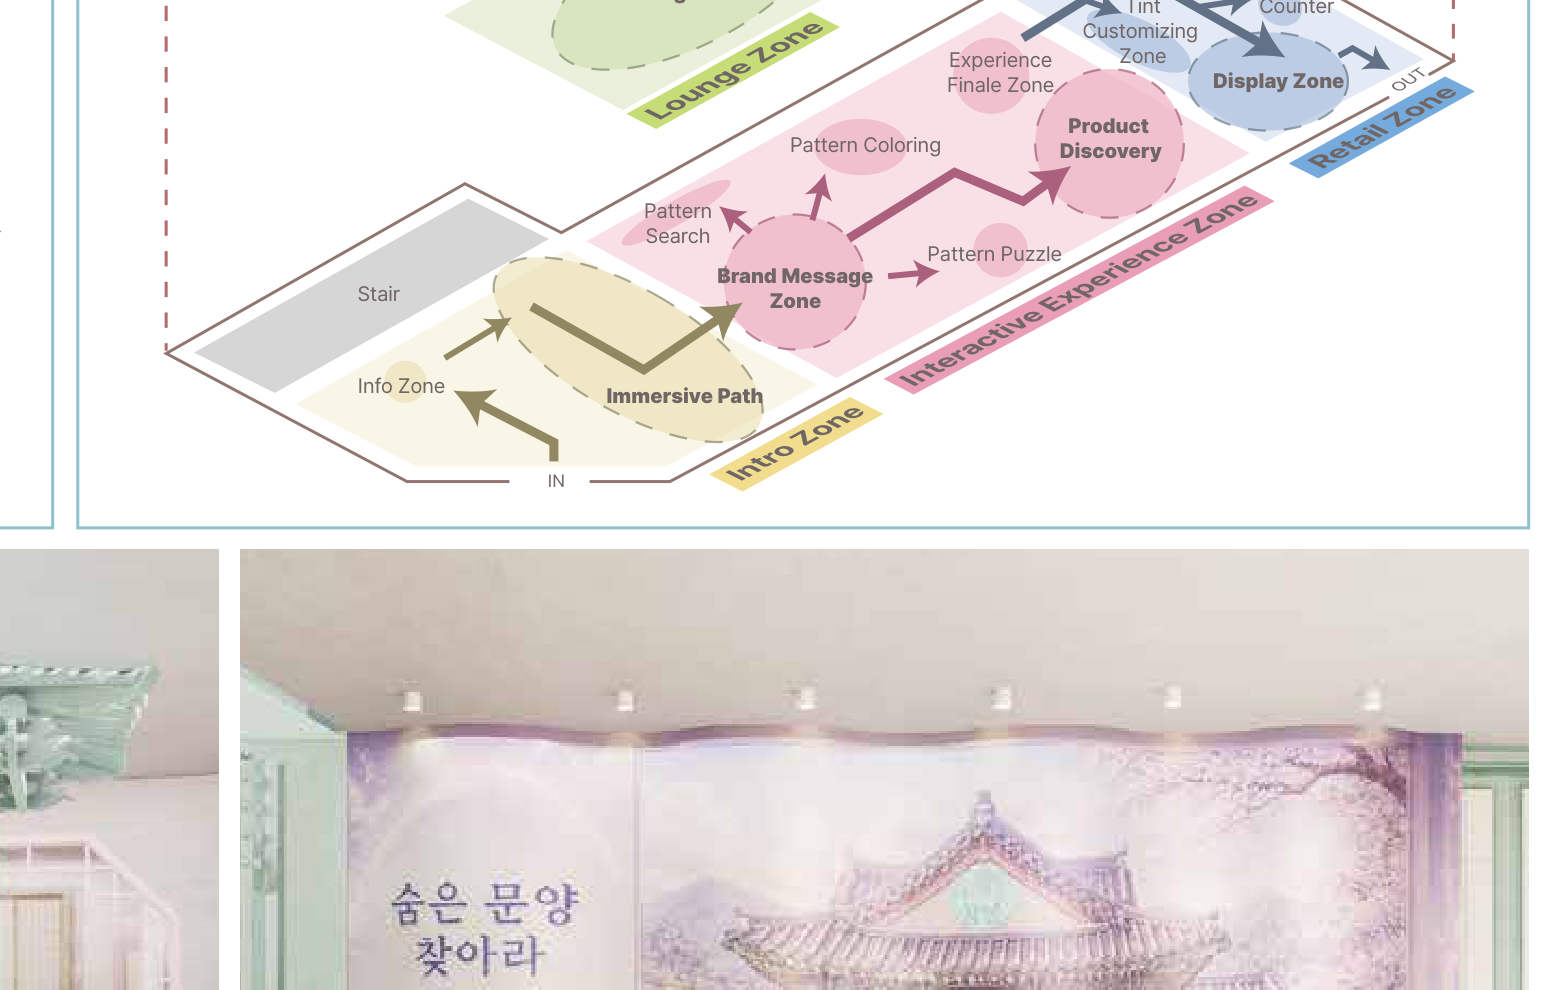 Lounge Zone
Tint
Customizing
Zone
Counter
Display Zone
OUT
Retail Zone
Experience
Finale Zone
Product
Discovery
Pattern Coloring
Pattern
Search
Brand Message
Zone
Pattern Puzzle
Interactive Experience Zone
Stair
Info Zone
Immersive Path
IN
Intro Zone
숨은 문양
찾아라